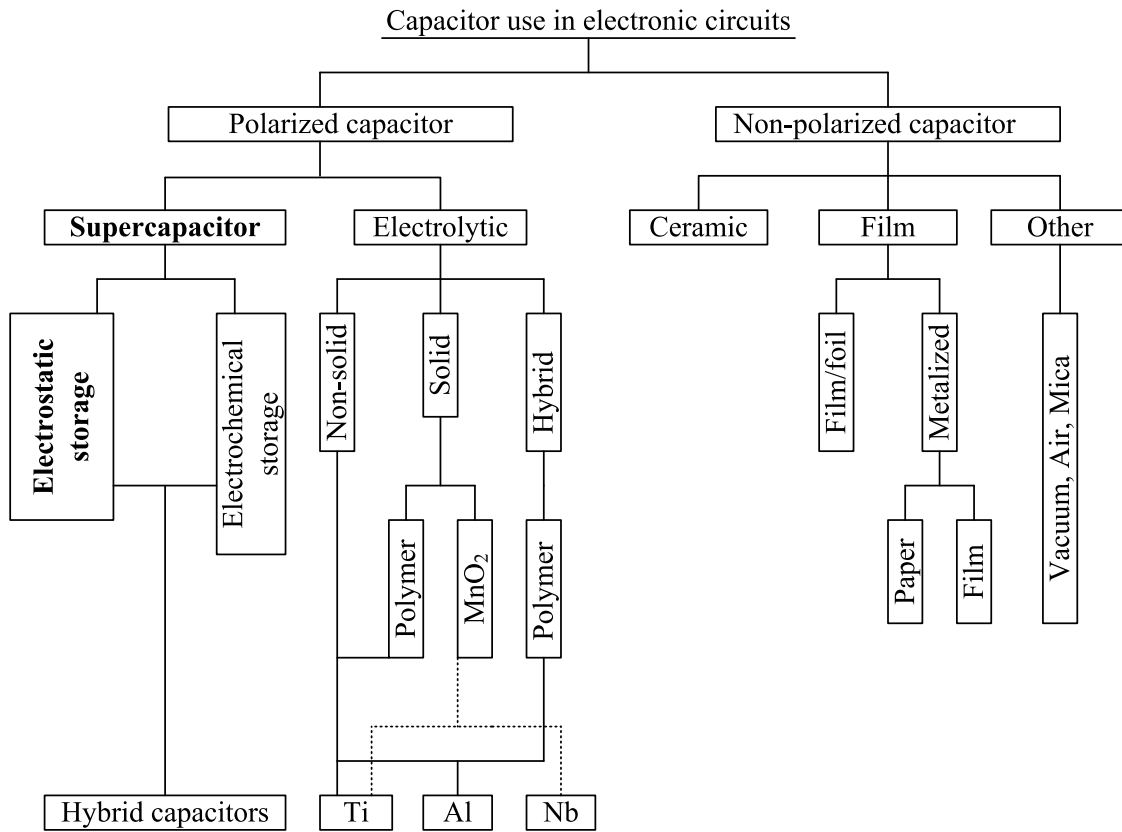 Capacitor use in electronic circuits
Polarized capacitor
Non-polarized capacitor
Supercapacitor
Electrolytic
Ceramic
Film
Other
Electrostatic
storage
Electrochemical
storage
Non-solid
Solid
Hybrid
Film/foil
Metalized
Vacuum, Air, Mica
Polymer
MnO₂
Polymer
Paper
Film
Hybrid capacitors
Ti
Al
Nb